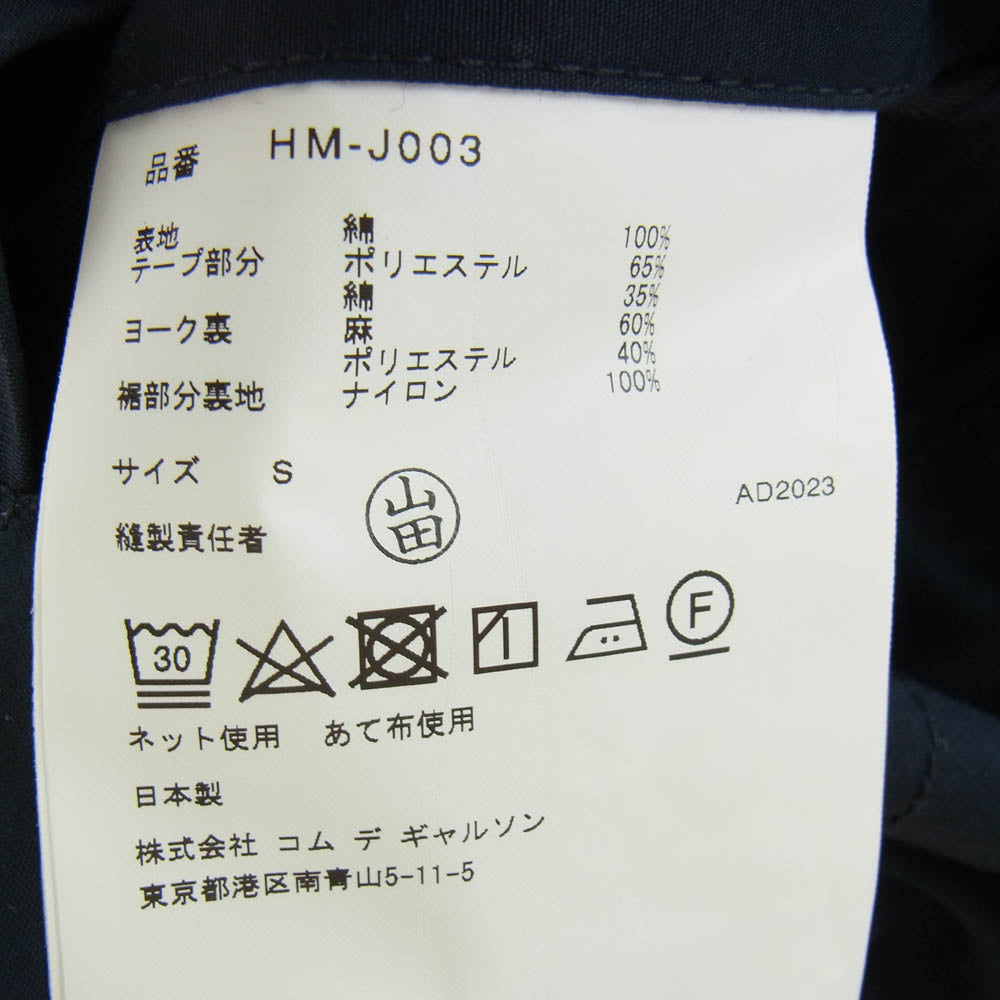 品番 HM-J003
表地 綿 100%
テープ部分 ポリエステル 65%
綿 35%
ヨーク裏 麻 60%
ポリエステル 40%
裾部分裏地 ナイロン 100%
サイズ S
AD2023
縫製責任者 山田
30 F
ネット使用 あて布使用
日本製
株式会社 コム デ ギャルソン
東京都港区南青山5-11-5